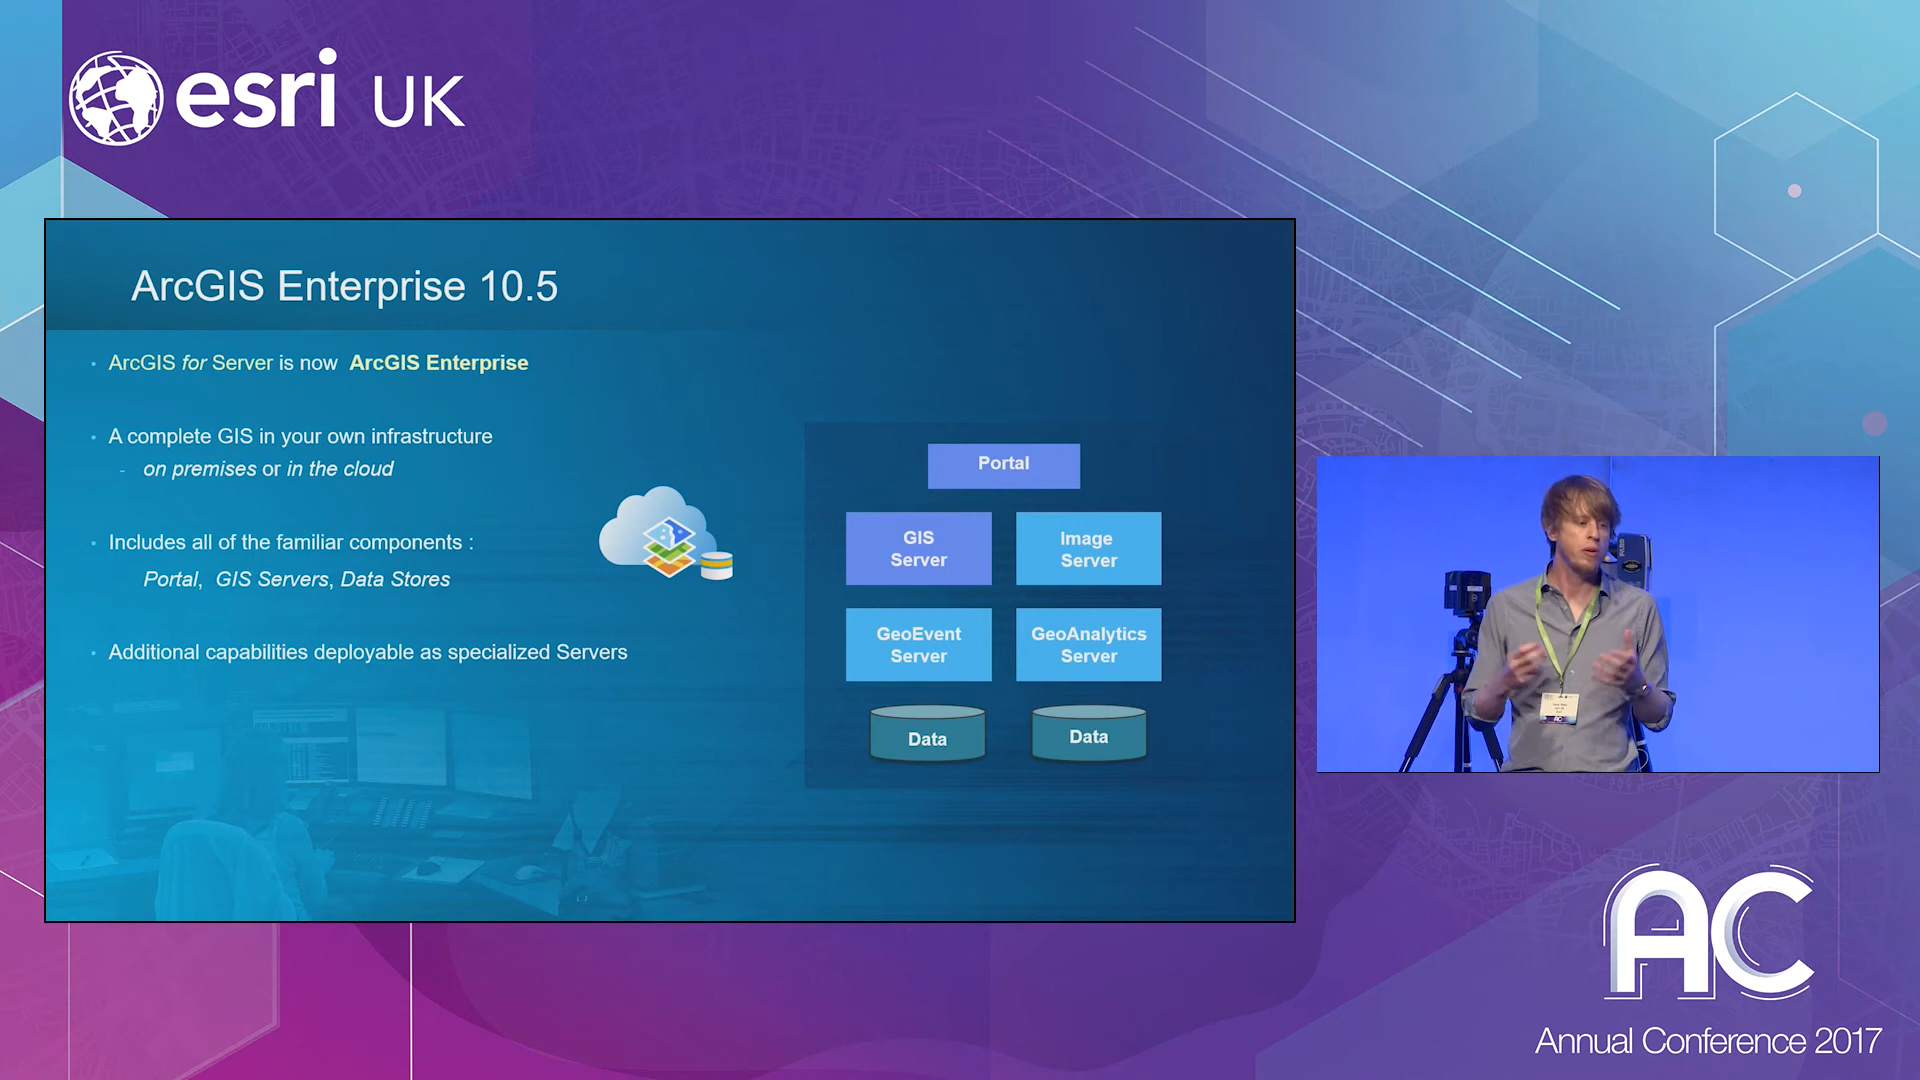 esri UK
ArcGIS Enterprise 10.5
ArcGIS for Server is now ArcGIS Enterprise
A complete GIS in your own infrastructure
- on premises or in the cloud
Includes all of the familiar components :
Portal, GIS Servers, Data Stores
Additional capabilities deployable as specialized Servers
Portal
GIS
Server
Image
Server
GeoEvent
Server
GeoAnalytics
Server
Data
Data
AC
AC
Annual Conference 2017